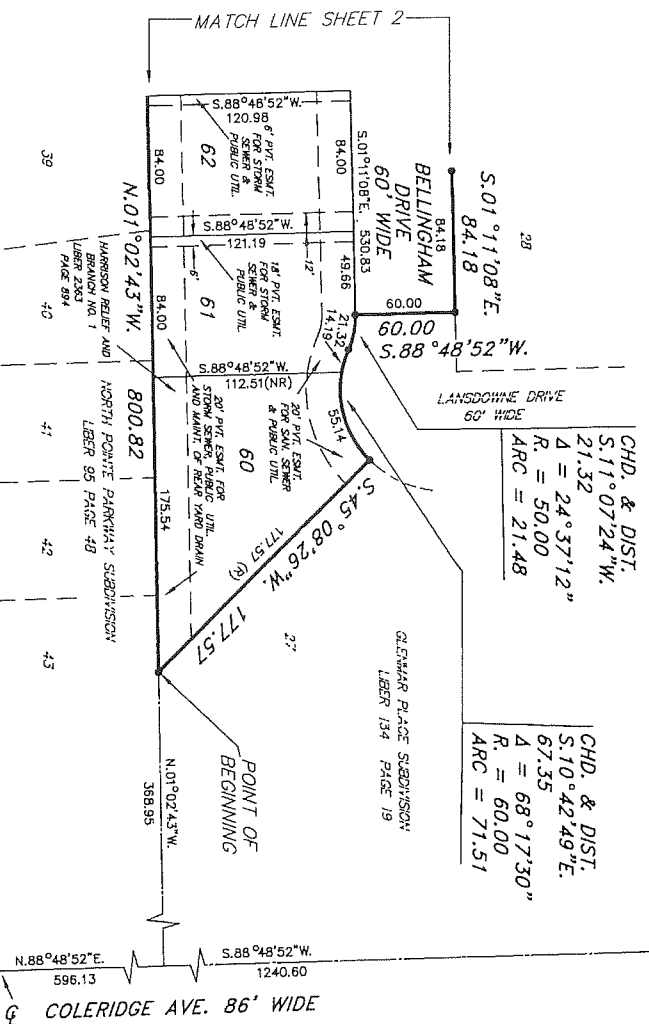 MATCH LINE SHEET 2
28
S.01°11'08"E.
84.18
84.18
BELLINGHAM
DRIVE
60' WIDE
S.01°11'08"E. 530.83
84.00
49.66
60.00
60.00
S.88°48'52"W.
LANSDOWNE DRIVE
60' WIDE
CHD. & DIST.
S.11°07'24"W.
21.32
Δ = 24°37'12"
R. = 50.00
ARC = 21.48
CHD. & DIST.
S.10°42'49"E.
67.35
Δ = 68°17'30"
R. = 60.00
ARC = 71.51
S.88°48'52"W.
120.98
6' PVT. ESMT.
FOR STORM
SEWER &
PUBLIC UTIL.
62
84.00
S.88°48'52"W.
121.19
12'
6'
18' PVT. ESMT.
FOR STORM
SEWER &
PUBLIC UTIL.
61
84.00
21.32
14.19
55.14
S.88°48'52"W.
112.51(NR)
20' PVT. ESMT.
FOR SAN. SEWER
& PUBLIC UTIL.
60
20' PVT. ESMT. FOR
STORM SEWER, PUBLIC UTIL.
AND MAINT. OF REAR YARD DRAIN
S.45°08'26"W.
177.57
177.57 (R)
27
GLENMAR PLACE SUBDIVISION
LIBER 134 PAGE 19
N.01°02'43"W.
800.82
175.54
39
40
41
42
43
HARRISON RELIEF AND
BRANCH NO. 1
LIBER 2363
PAGE 894
NORTH POINTE PARKWAY SUBDIVISION
LIBER 95 PAGE 48
POINT OF
BEGINNING
N.01°02'43"W.
368.95
N.88°48'52"E.
596.13
S.88°48'52"W.
1240.60
℄ COLERIDGE AVE. 86' WIDE